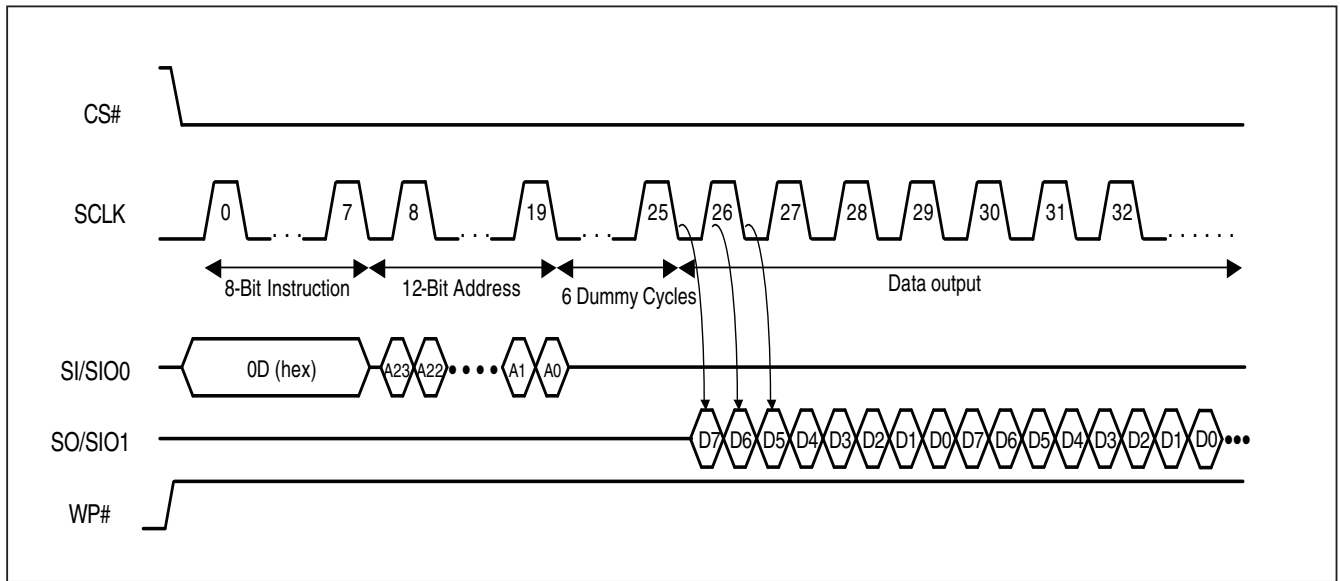 CS#
SCLK
0 ... 7 8 ... 19 ... 25 26 27 28 29 30 31 32 ......
8-Bit Instruction 12-Bit Address 6 Dummy Cycles Data output
SI/SIO0
0D (hex) A23 A22 •••• A1 A0
SO/SIO1
D7 D6 D5 D4 D3 D2 D1 D0 D7 D6 D5 D4 D3 D2 D1 D0 •••
WP#